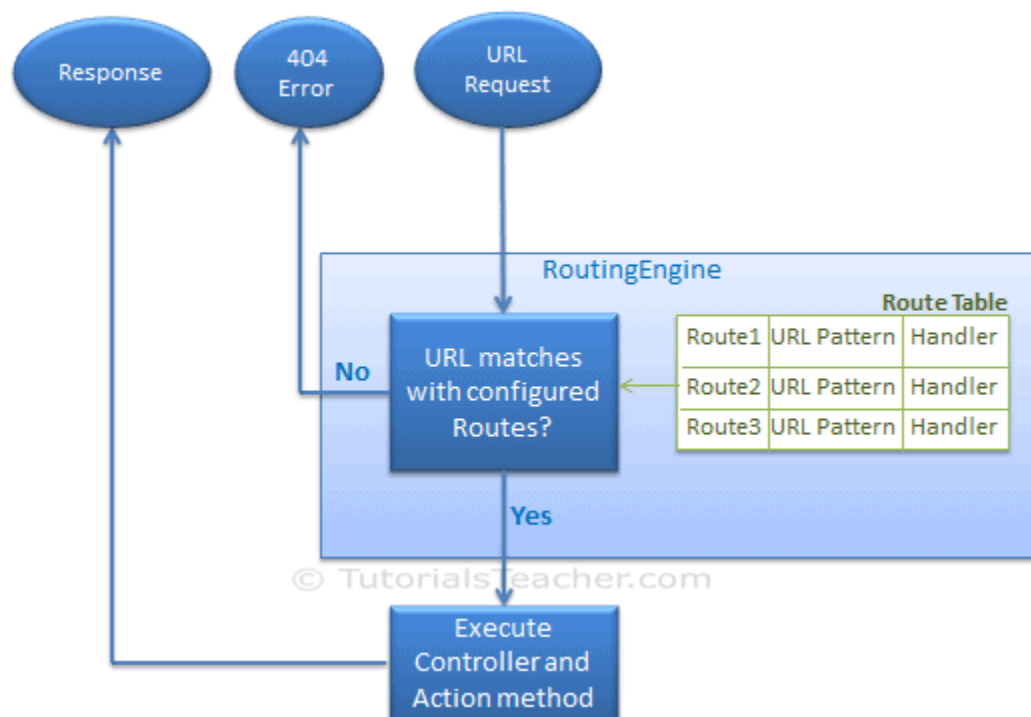 Response
404
Error
URL
Request
RoutingEngine
Route Table
Route1 URL Pattern Handler
Route2 URL Pattern Handler
Route3 URL Pattern Handler
URL matches
with configured
Routes?
No
Yes
© TutorialsTeacher.com
Execute
Controller and
Action method